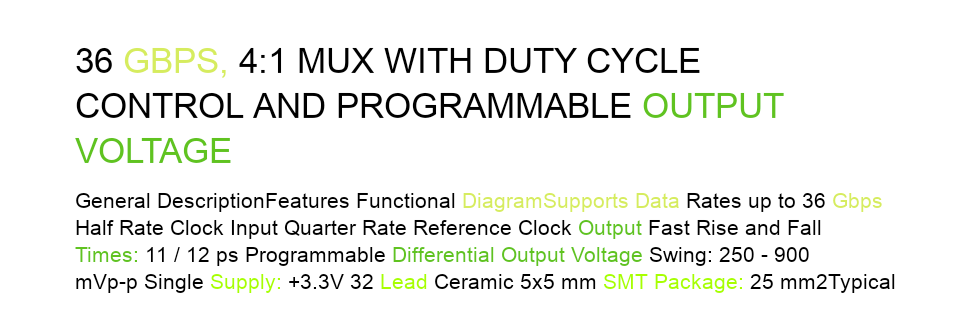 36 GBPS, 4:1 MUX WITH DUTY CYCLE
CONTROL AND PROGRAMMABLE OUTPUT
VOLTAGE
General DescriptionFeatures Functional DiagramSupports Data Rates up to 36 Gbps
Half Rate Clock Input Quarter Rate Reference Clock Output Fast Rise and Fall
Times: 11 / 12 ps Programmable Differential Output Voltage Swing: 250 - 900
mVp-p Single Supply: +3.3V 32 Lead Ceramic 5x5 mm SMT Package: 25 mm2Typical